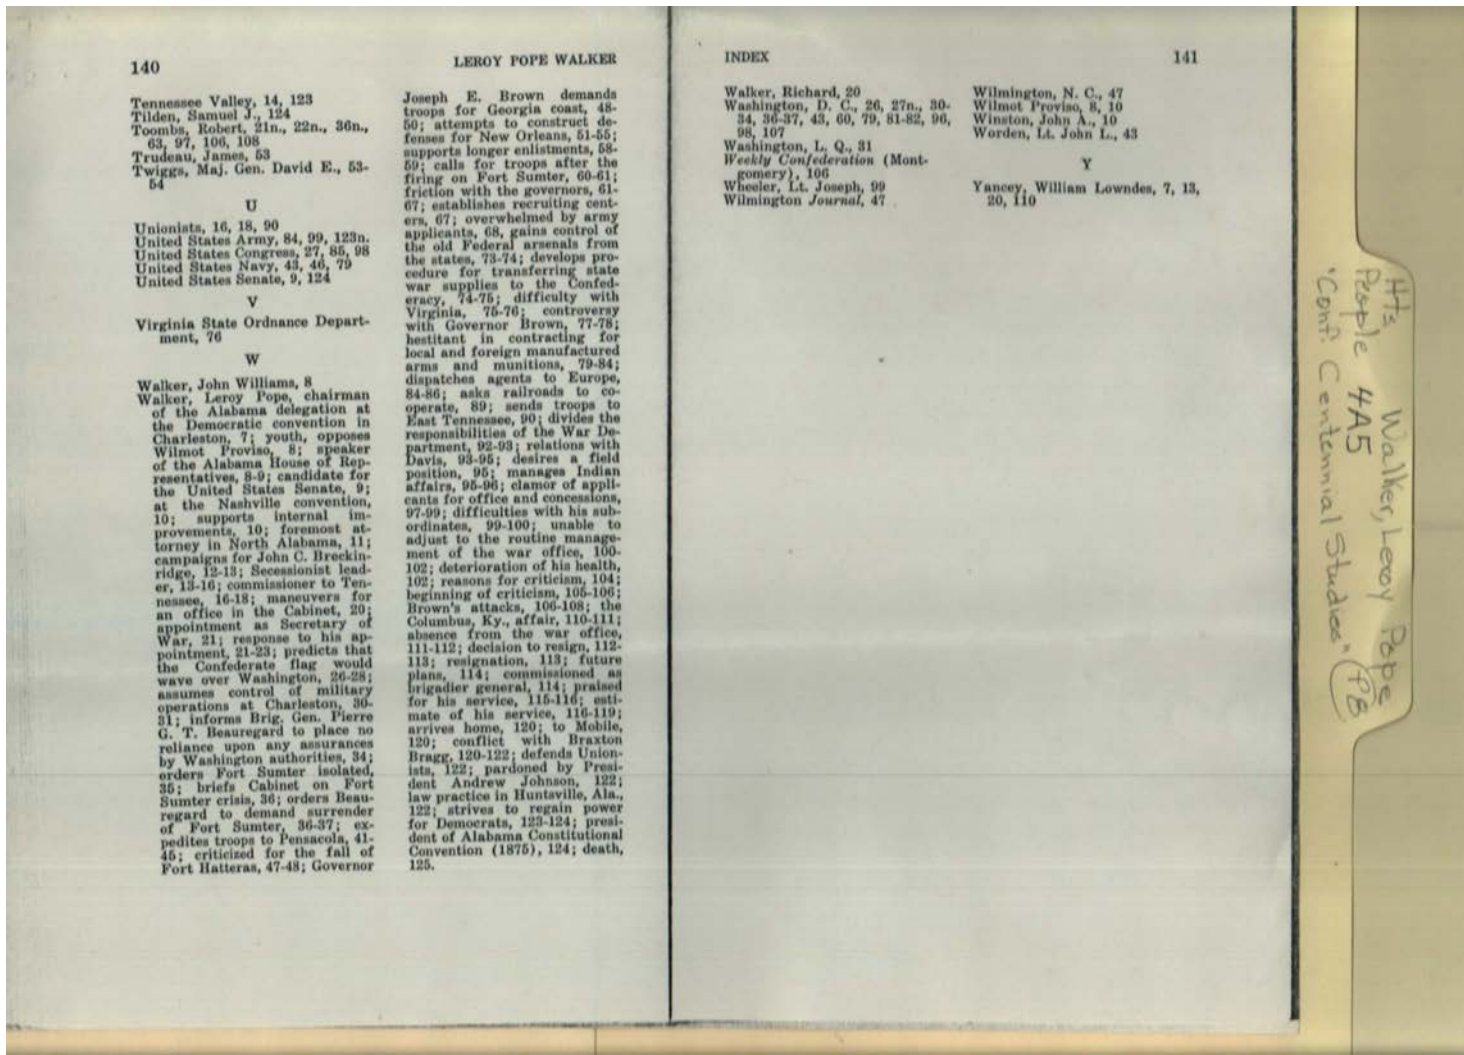 140
LEROY POPE WALKER
Tennessee Valley, 14, 123
Tilden, Samuel J., 124
Toombs, Robert, 21n., 22n., 36n.,
63, 97, 106, 108
Trudeau, James, 53
Twiggs, Maj. Gen. David E., 53-
54
U
Unionists, 16, 18, 90
United States Army, 84, 99, 123n.
United States Congress, 27, 85, 98
United States Navy, 43, 46, 79
United States Senate, 9, 124
V
Virginia State Ordnance Depart-
ment, 76
W
Walker, John Williams, 8
Walker, Leroy Pope, chairman
of the Alabama delegation at
the Democratic convention in
Charleston, 7; youth, opposes
Wilmot Proviso, 8; speaker
of the Alabama House of Rep-
resentatives, 8-9; candidate for
the United States Senate, 9;
at the Nashville convention,
10; supports internal im-
provements, 10; foremost at-
torney in North Alabama, 11;
campaigns for John C. Breckin-
ridge, 12-13; Secessionist lead-
er, 13-16; commissioner to Ten-
nessee, 16-18; maneuvers for
an office in the Cabinet, 20;
appointment as Secretary of
War, 21; response to his ap-
pointment, 21-23; predicts that
the Confederate flag would
wave over Washington, 26-28;
assumes control of military
operations at Charleston, 30-
31; informs Brig. Gen. Pierre
G. T. Beauregard to place no
reliance upon any assurances
by Washington authorities, 34;
orders Fort Sumter isolated,
35; briefs Cabinet on Fort
Sumter crisis, 36; orders Beau-
regard to demand surrender
of Fort Sumter, 36-37; ex-
pedites troops to Pensacola, 41-
45; criticized for the fall of
Fort Hatteras, 47-48; Governor
Joseph E. Brown demands
troops for Georgia coast, 48-
50; attempts to construct de-
fenses for New Orleans, 51-55;
supports longer enlistments, 58-
59; calls for troops after the
firing on Fort Sumter, 60-61;
friction with the governors, 61-
67; establishes recruiting cent-
ers, 67; overwhelmed by army
applicants, 68, gains control of
the old Federal arsenals from
the states, 73-74; develops pro-
cedure for transferring state
war supplies to the Confed-
eracy, 74-75; difficulty with
Virginia, 75-76; controversy
with Governor Brown, 77-78;
hestitant in contracting for
local and foreign manufactured
arms and munitions, 79-84;
dispatches agents to Europe,
84-86; asks railroads to co-
operate, 89; sends troops to
East Tennessee, 90; divides the
responsibilities of the War De-
partment, 92-93; relations with
Davis, 93-95; desires a field
position, 95; manages Indian
affairs, 95-96; clamor of appli-
cants for office and concessions,
97-99; difficulties with his sub-
ordinates, 99-100; unable to
adjust to the routine manage-
ment of the war office, 100-
102; deterioration of his health,
102; reasons for criticism, 104;
beginning of criticism, 105-106;
Brown's attacks, 106-108; the
Columbus, Ky., affair, 110-111;
absence from the war office,
111-112; decision to resign, 112-
113; resignation, 113; future
plans, 114; commissioned as
brigadier general, 114; praised
for his service, 115-116; esti-
mate of his service, 116-119;
arrives home, 120; to Mobile,
120; conflict with Braxton
Bragg, 120-122; defends Union-
ists, 122; pardoned by Presi-
dent Andrew Johnson, 122;
law practice in Huntsville, Ala.,
122; strives to regain power
for Democrats, 123-124; presi-
dent of Alabama Constitutional
Convention (1875), 124; death,
125.
INDEX
141
Walker, Richard, 20
Washington, D. C., 26, 27n., 30-
34, 36-37, 43, 60, 79, 81-82, 96,
98, 107
Washington, L. Q., 31
Weekly Confederation (Mont-
gomery), 106
Wheeler, Lt. Joseph, 99
Wilmington Journal, 47
Wilmington, N. C., 47
Wilmot Proviso, 8, 10
Winston, John A., 10
Worden, Lt. John L., 43
Y
Yancey, William Lowndes, 7, 13,
20, 110
Hts Walker, Leroy Pope
People 4A5
"Conf. Centennial Studies" PB